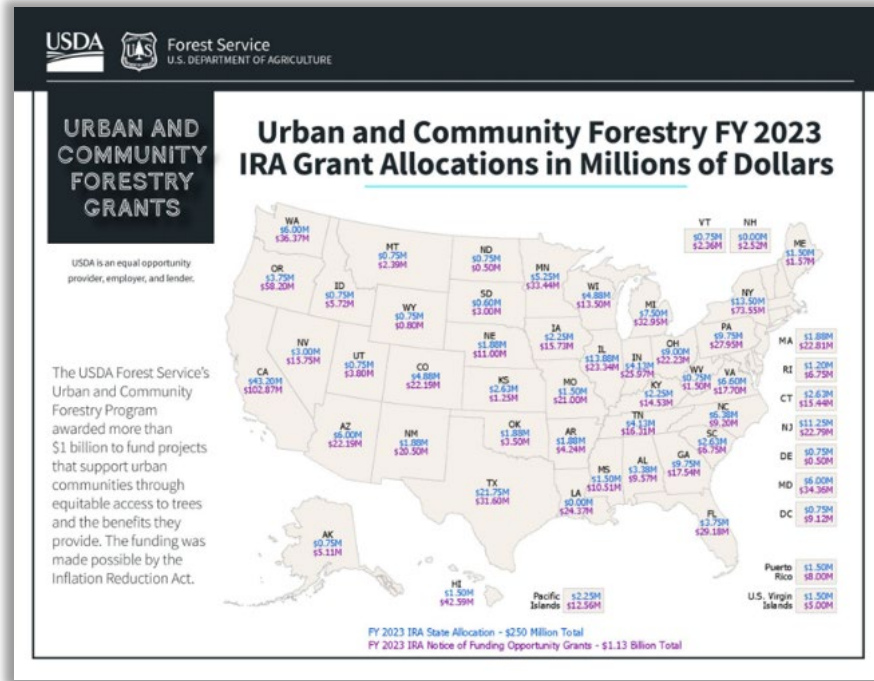 USDA
UAS
Forest Service
U.S. DEPARTMENT OF AGRICULTURE
URBAN AND
COMMUNITY
FORESTRY
GRANTS
USDA is an equal opportunity
provider, employer, and lender.
The USDA Forest Service's
Urban and Community
Forestry Program
awarded more than
$1 billion to fund projects
that support urban
communities through
equitable access to trees
and the benefits they
provide. The funding was
made possible by the
Inflation Reduction Act.
Urban and Community Forestry FY 2023
IRA Grant Allocations in Millions of Dollars
WA
$6.00M
$36.37M
OR
$3.75M
$58.20M
ID
$0.75M
$5.72M
MT
$0.75M
$2.39M
ND
$0.75M
$0.50M
MN
$5.25M
$33.44M
WI
$4.88M
$13.50M
MI
$7.50M
$32.95M
VT
$0.75M
$2.36M
NH
$0.00M
$2.52M
ME
$1.50M
$1.57M
NY
$13.50M
$73.55M
WY
$0.75M
$0.80M
SD
$0.60M
$3.00M
NE
$1.88M
$11.00M
IA
$2.25M
$15.73M
IL
$13.88M
$23.34M
IN
$4.13M
$25.97M
OH
$9.00M
$22.23M
PA
$9.75M
$27.95M
NV
$3.00M
$15.75M
UT
$0.75M
$3.80M
CO
$4.88M
$22.19M
KS
$2.63M
$1.25M
MO
$1.50M
$21.00M
KY
$2.25M
$14.53M
WV
$0.75M
$1.50M
VA
$6.60M
$17.70M
CA
$43.20M
$102.87M
AZ
$6.00M
$22.19M
NM
$1.88M
$20.50M
OK
$1.88M
$3.50M
AR
$1.88M
$4.24M
TN
$4.13M
$16.31M
NC
$6.38M
$9.20M
SC
$2.63M
$6.75M
TX
$21.75M
$31.60M
LA
$0.00M
$24.37M
MS
$1.50M
$10.51M
AL
$3.38M
$9.57M
GA
$9.75M
$17.54M
FL
$3.75M
$29.18M
MA
$1.88M
$22.81M
RI
$1.20M
$6.75M
CT
$2.63M
$15.44M
NJ
$11.25M
$22.79M
DE
$0.75M
$0.50M
MD
$6.00M
$34.36M
DC
$0.75M
$9.12M
AK
$0.75M
$5.11M
HI
$1.50M
$42.59M
Pacific
Islands
$2.25M
$12.56M
Puerto
Rico
$1.50M
$8.00M
U.S. Virgin
Islands
$1.50M
$5.00M
FY 2023 IRA State Allocation - $250 Million Total
FY 2023 IRA Notice of Funding Opportunity Grants - $1.13 Billion Total